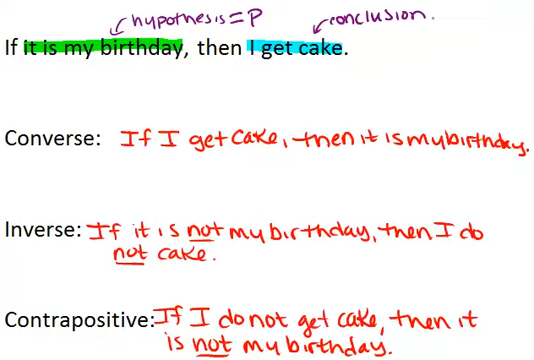 hypothesis = P
conclusion.
If it is my birthday, then I get cake.
Converse: If I get cake, then it is my birthday.
Inverse: If it is not my birthday, then I do
not cake.
Contrapositive: If I do not get cake, then it
is not my birthday.